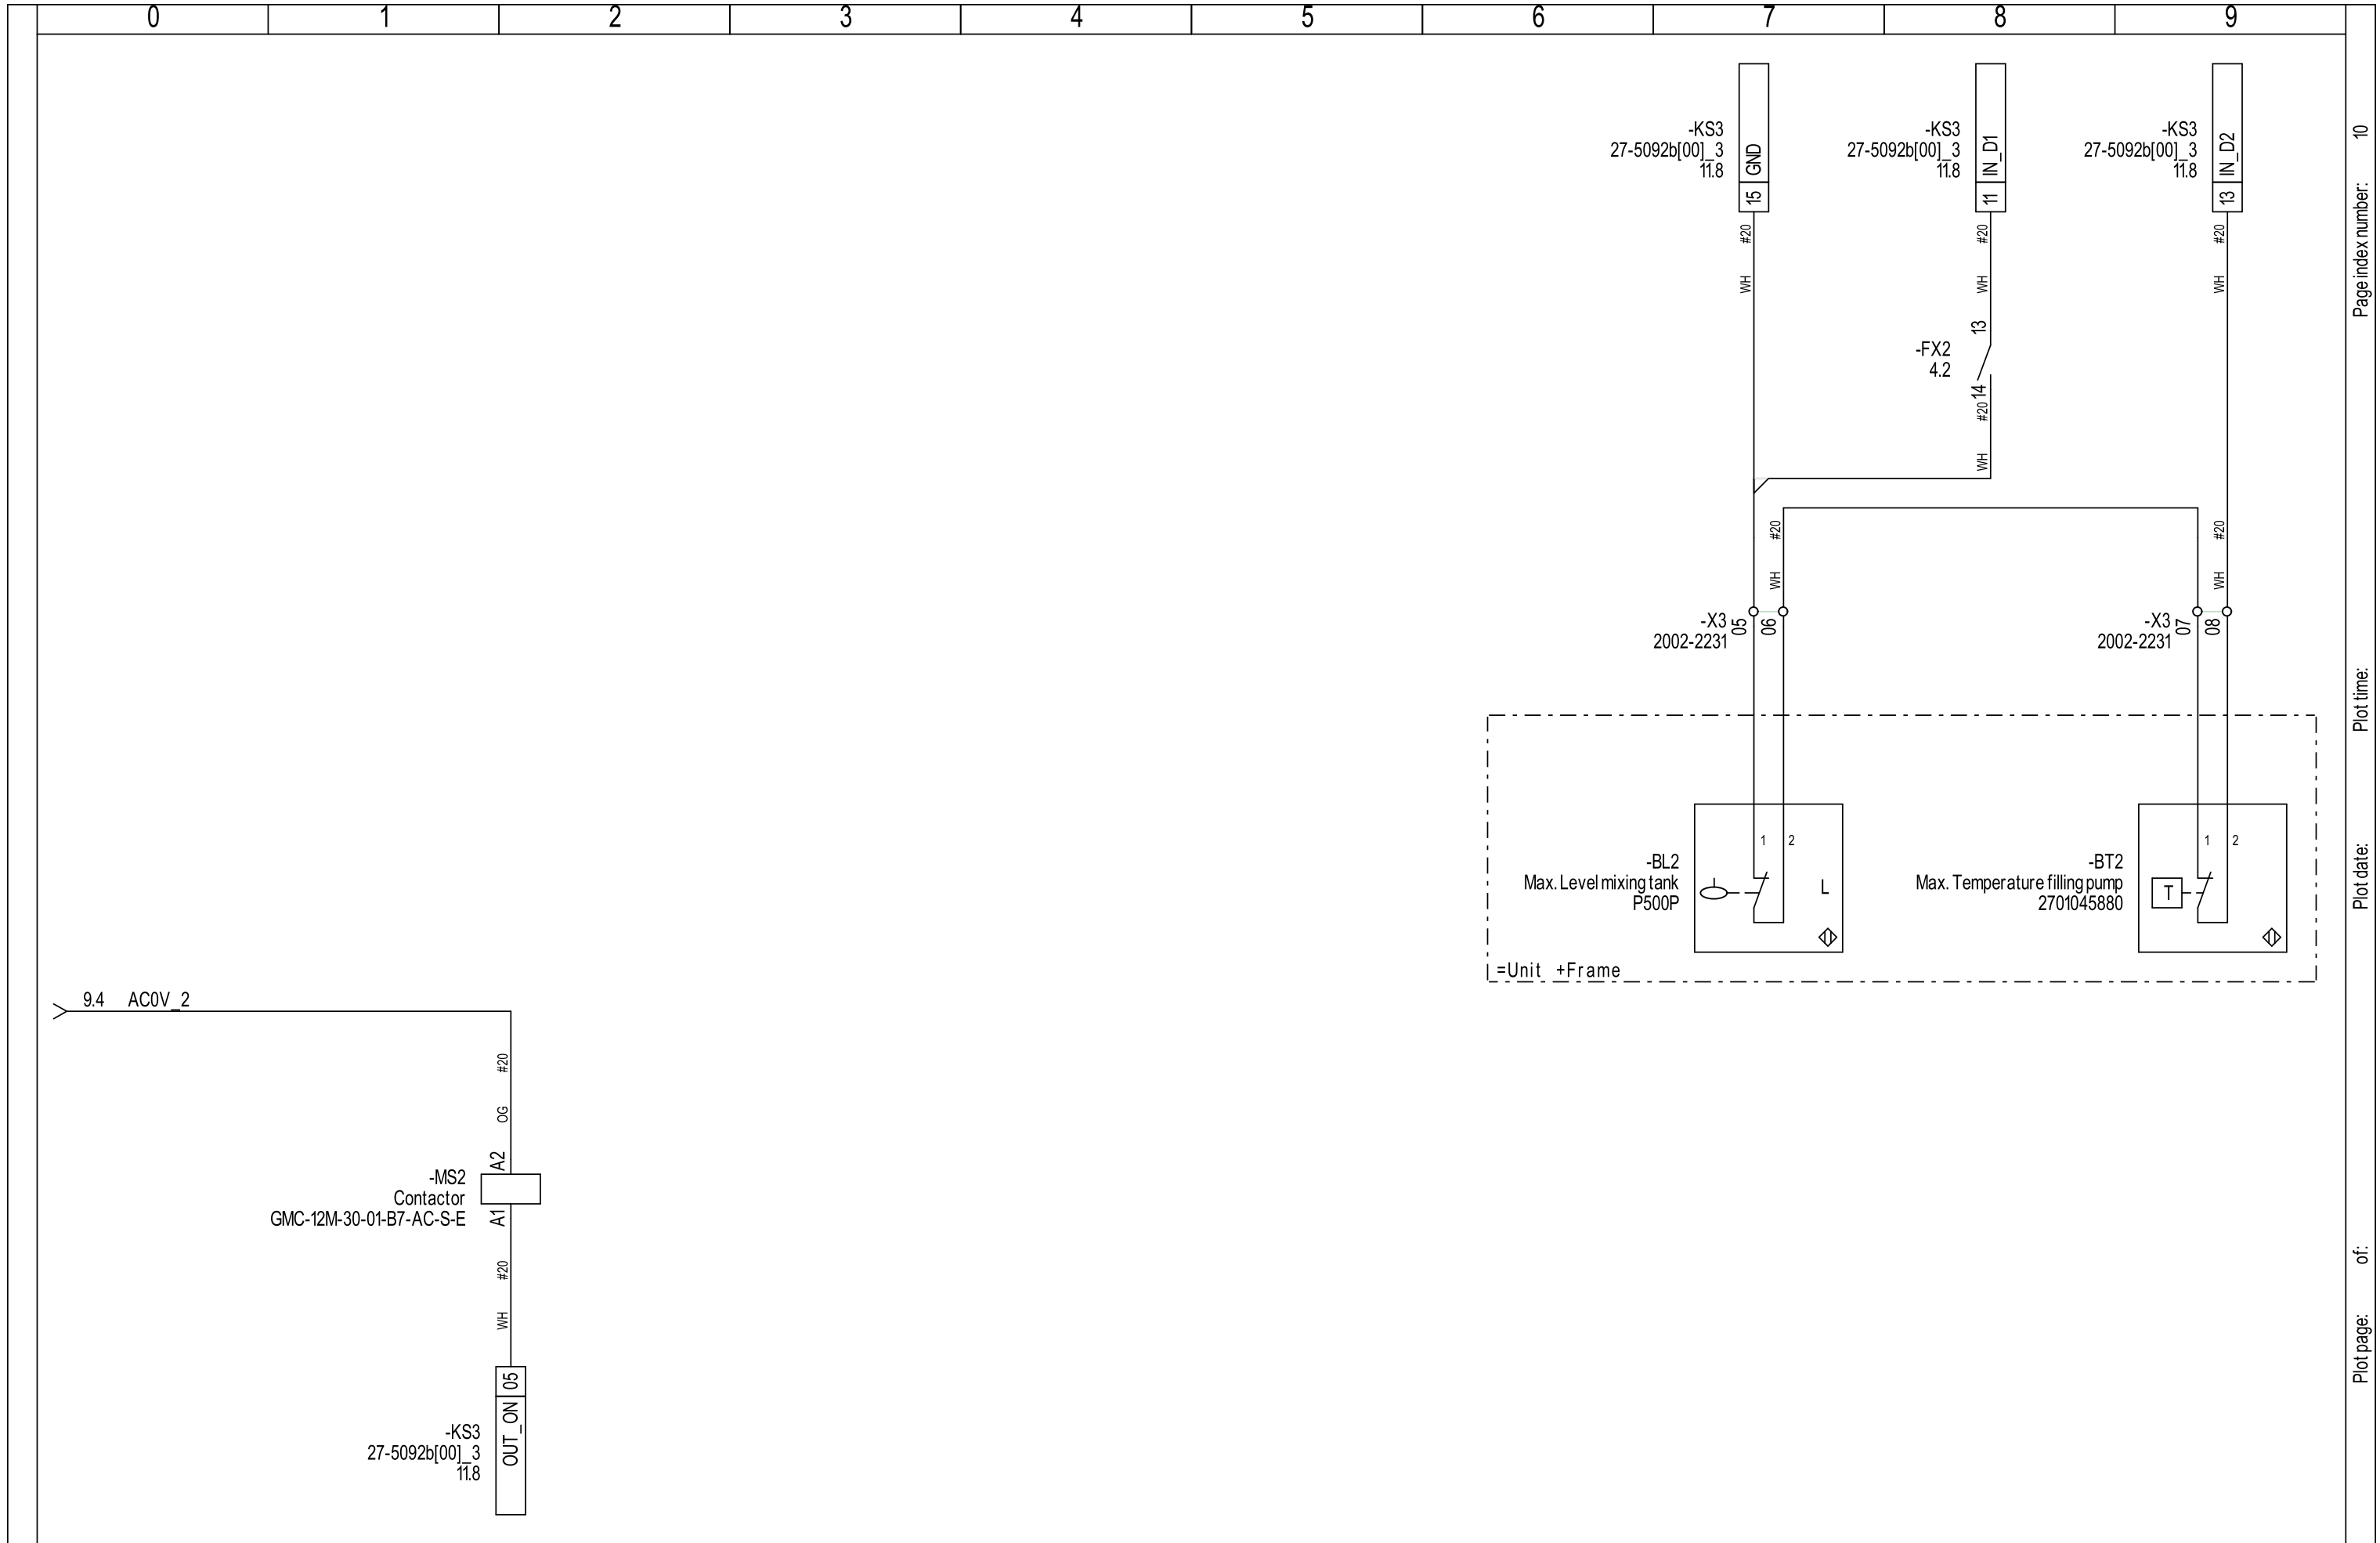 0 1 2 3 4 5 6 7 8 9
-KS3
27-5092b[00]_3
11.8
15 GND
-KS3
27-5092b[00]_3
11.8
11 IN_D1
-KS3
27-5092b[00]_3
11.8
13 IN_D2
#20
WH
#20
WH
#20
WH
13
-FX2
4.2
14
#20
WH
#20
WH
#20
WH
-X3
2002-2231
05
06
-X3
2002-2231
07
08
1 2
-BL2
Max. Level mixing tank
P500P
L
1 2
-BT2
Max. Temperature filling pump
2701045880
T
=Unit +Frame
9.4 AC0V_2
#20
OG
A2
-MS2
Contactor
GMC-12M-30-01-B7-AC-S-E
A1
#20
WH
05
OUT_ON
-KS3
27-5092b[00]_3
11.8
Page index number: 10
Plot time:
Plot date:
Plot page: of: